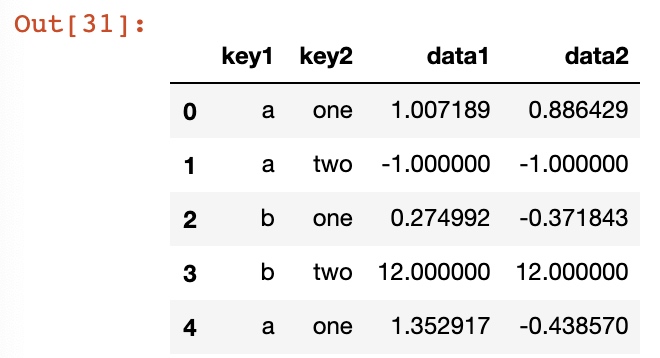 Out[31]:
key1 key2 data1 data2
0 a one 1.007189 0.886429
1 a two -1.000000 -1.000000
2 b one 0.274992 -0.371843
3 b two 12.000000 12.000000
4 a one 1.352917 -0.438570